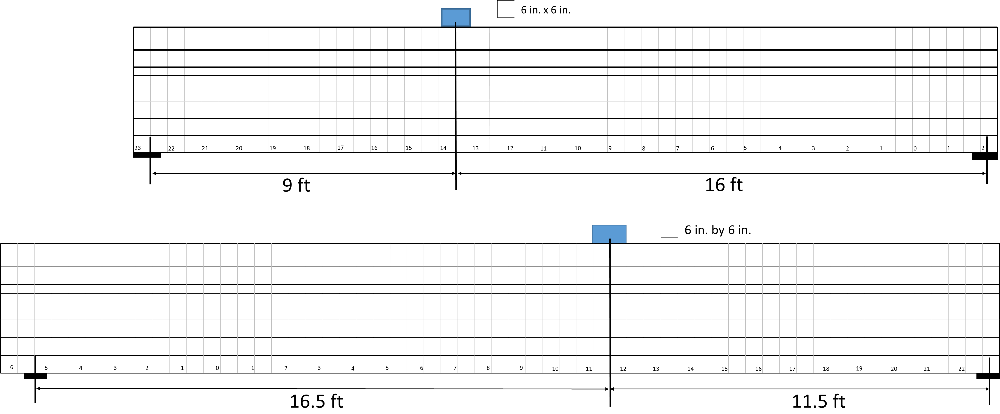 6 in. x 6 in.
23 22 21 20 19 18 17 16 15 14 13 12 11 10 9 8 7 6 5 4 3 2 1 0 1 2
9 ft 16 ft
6 in. by 6 in.
6 5 4 3 2 1 0 1 2 3 4 5 6 7 8 9 10 11 12 13 14 15 16 17 18 19 20 21 22
16.5 ft 11.5 ft